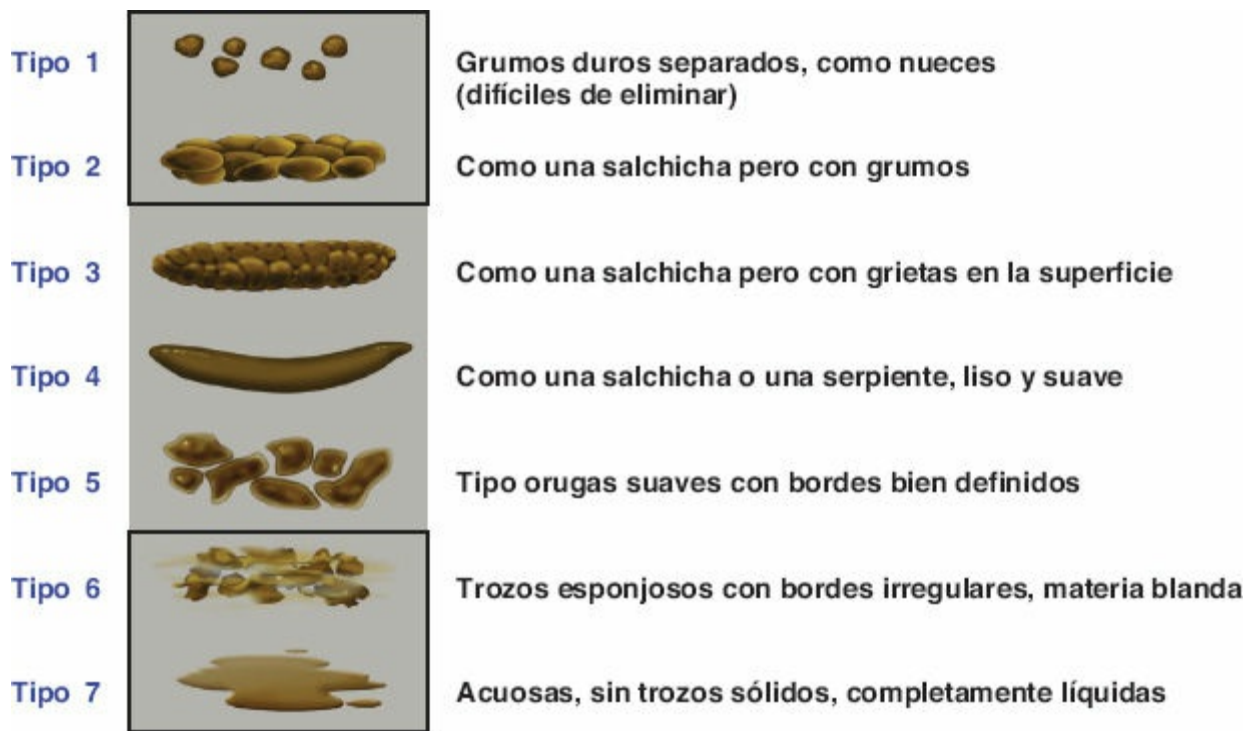 Tipo 1 Grumos duros separados, como nueces
(difíciles de eliminar)
Tipo 2 Como una salchicha pero con grumos
Tipo 3 Como una salchicha pero con grietas en la superficie
Tipo 4 Como una salchicha o una serpiente, liso y suave
Tipo 5 Tipo orugas suaves con bordes bien definidos
Tipo 6 Trozos esponjosos con bordes irregulares, materia blanda
Tipo 7 Acuosas, sin trozos sólidos, completamente líquidas